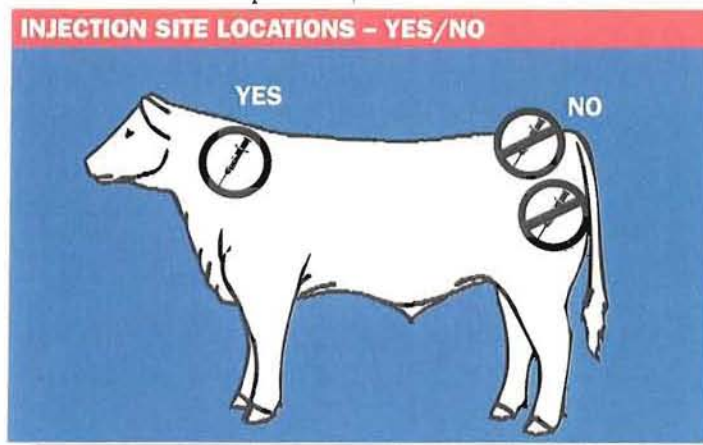 INJECTION SITE LOCATIONS – YES/NO
YES
NO